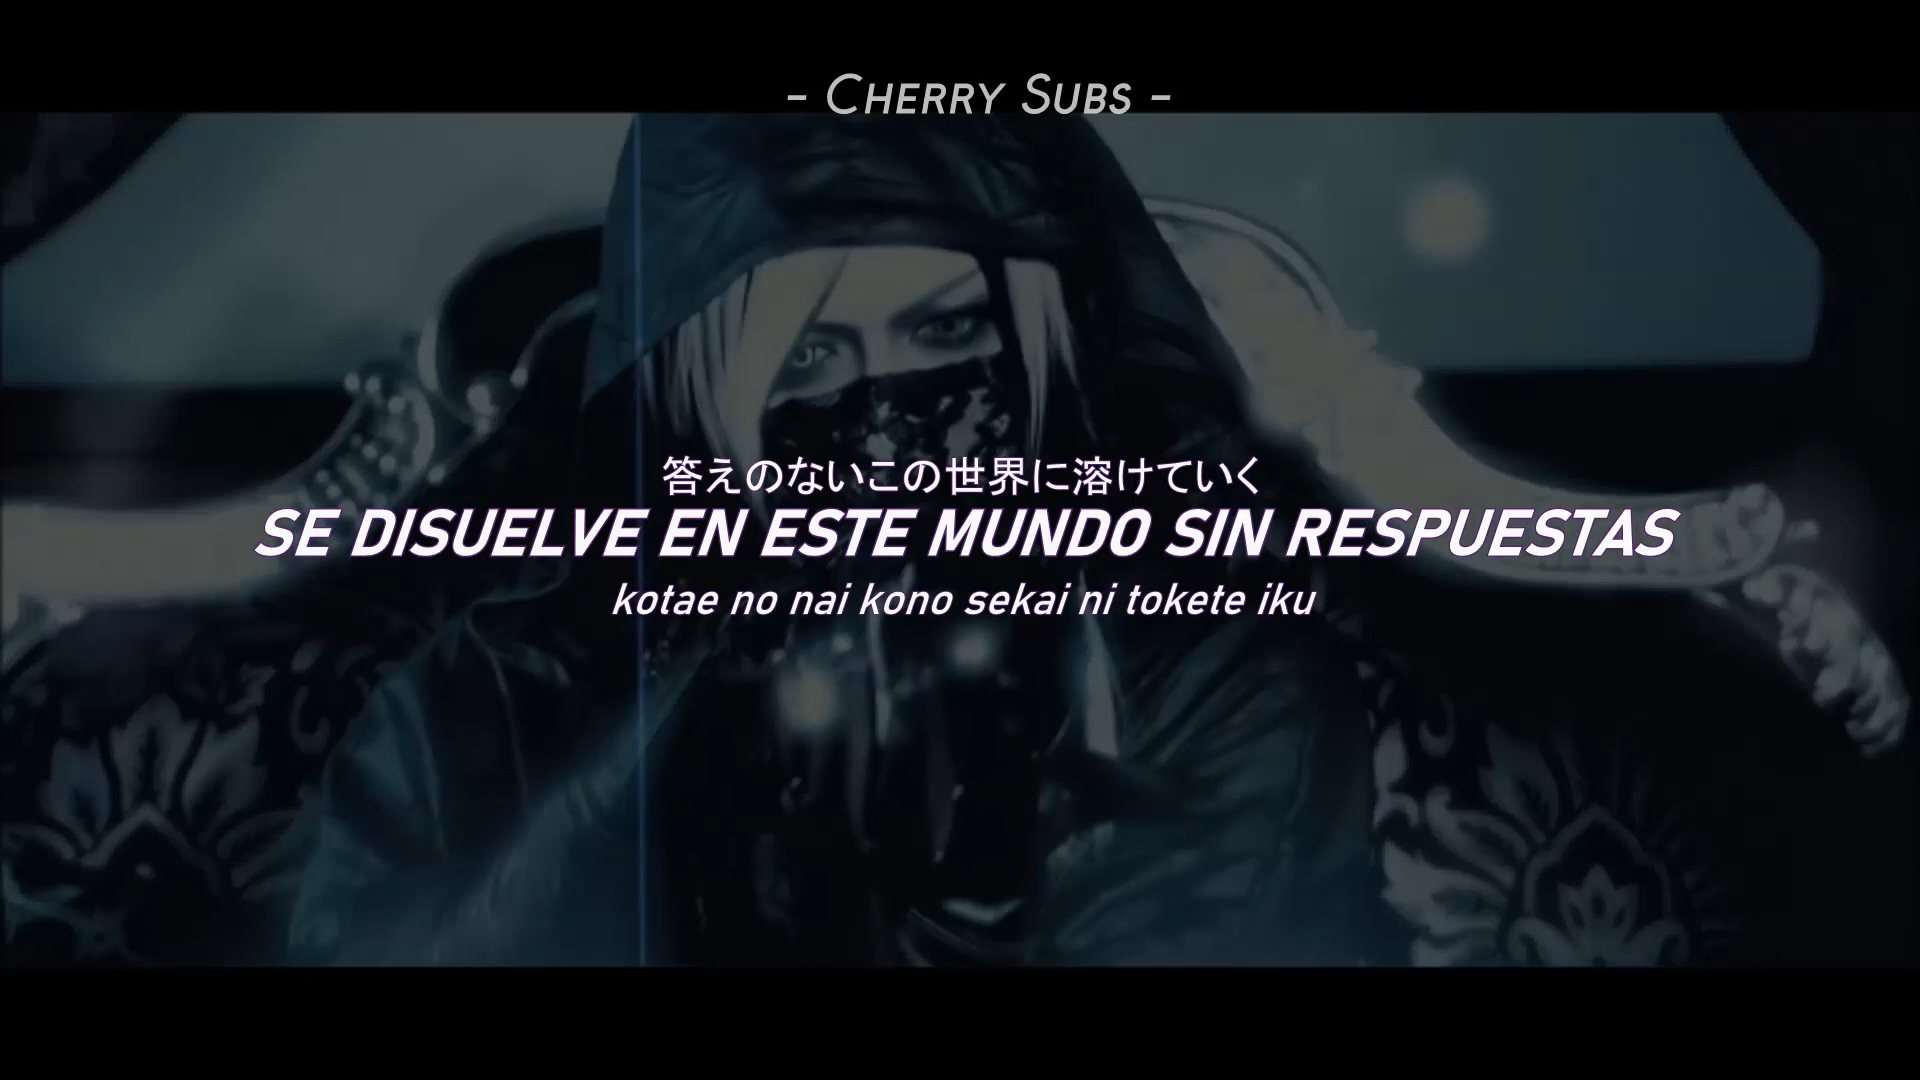 - Cherry Subs -
答えのないこの世界に溶けていく
SE DISUELVE EN ESTE MUNDO SIN RESPUESTAS
kotae no nai kono sekai ni tokete iku